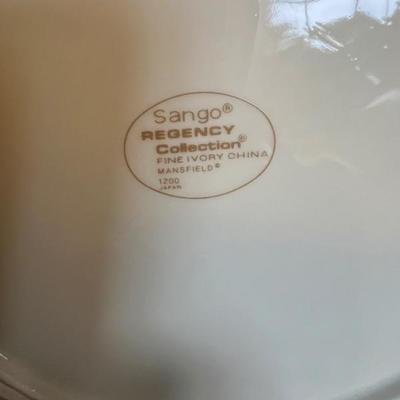 Sango®
REGENCY
Collection®
FINE IVORY CHINA
MANSFIELD©
1200
JAPAN